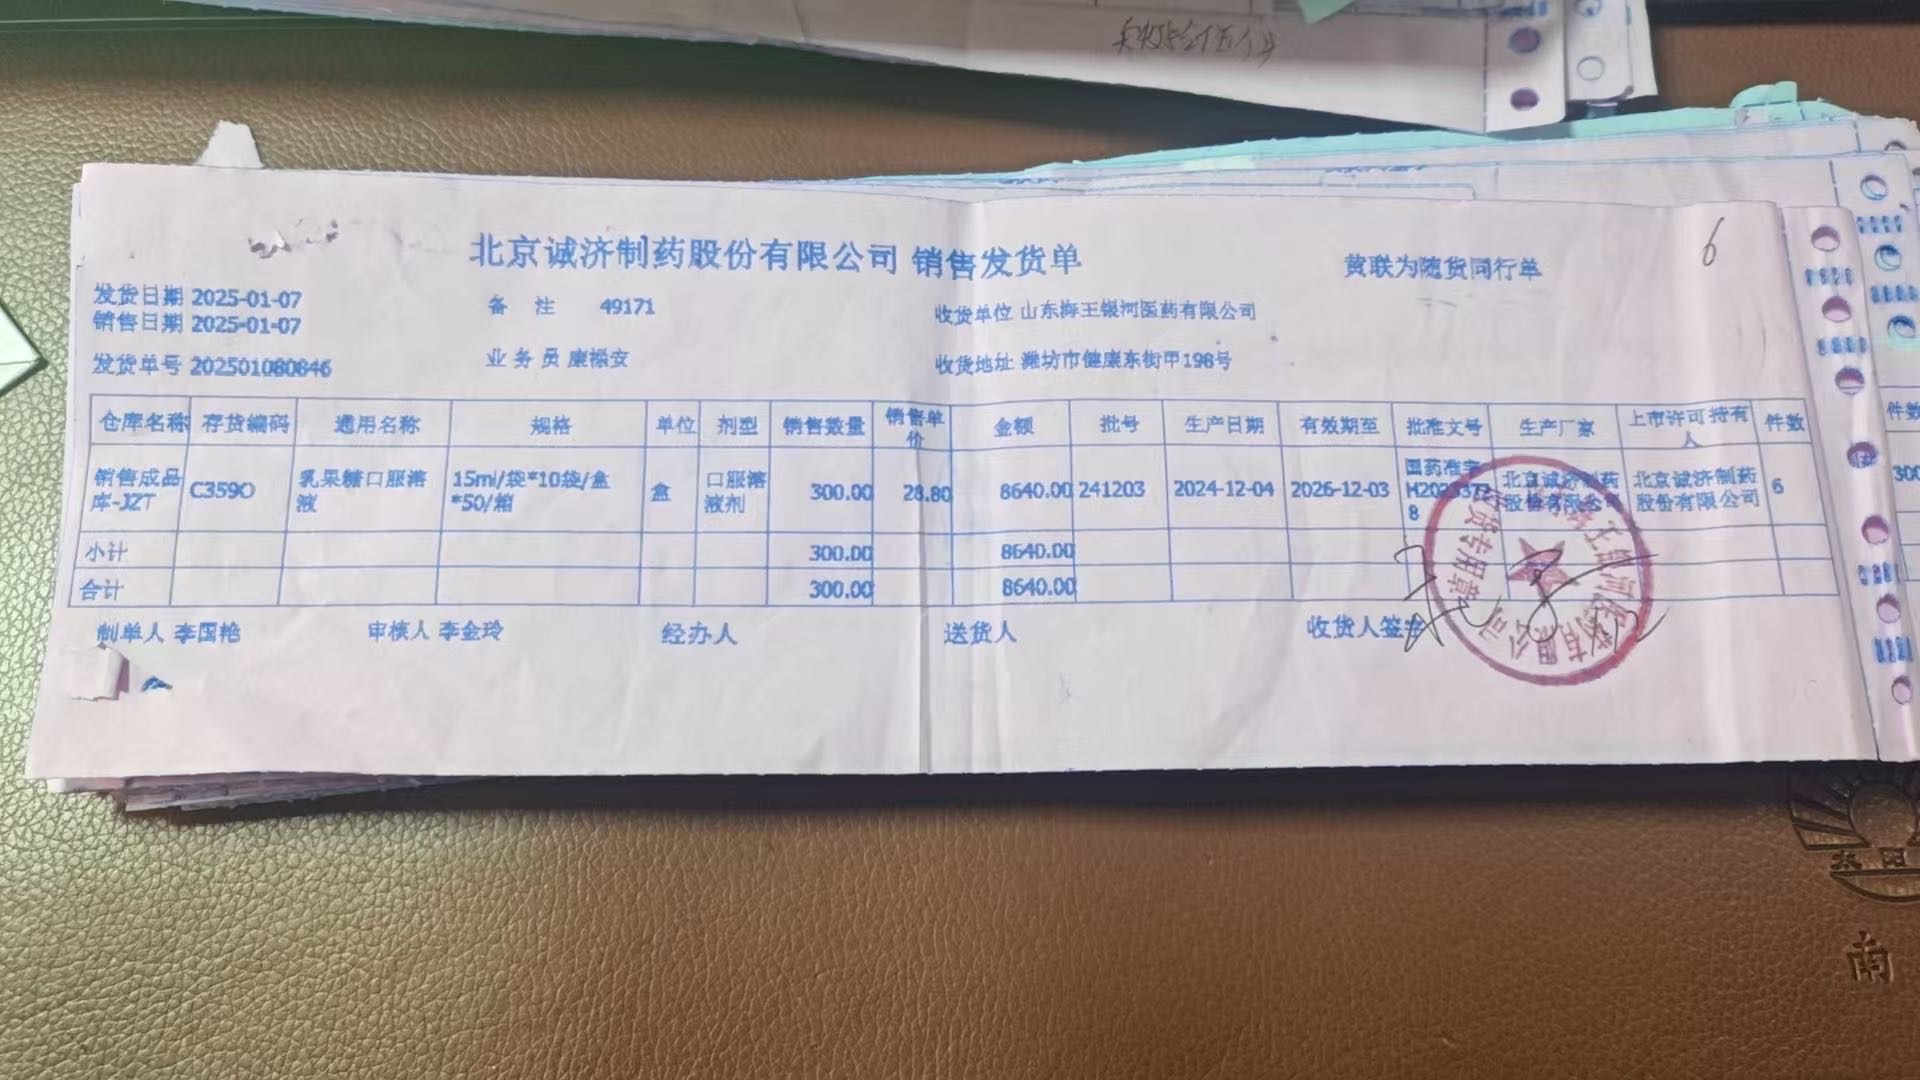 北京诚济制药股份有限公司 销售发货单
黄联为随货同行单
6
发货日期 2025-01-07
备 注 49171
收货单位 山东海王银河医药有限公司
销售日期 2025-01-07
发货单号 202501080846
业务员 康
收货地址 潍坊市健康东街甲198号
仓库名称 存货编码 通用名称 规格 单位 剂型 销售数量 销售单价 金额 批号 生产日期 有效期至 批准文号 生产厂家 上市许可持有人 件数
销售成品库-JZT C359O 乳果糖口服溶液 15ml/袋*10袋/盒*50/箱 盒 口服溶液剂 300.00 28.80 8640.00 241203 2024-12-04 2026-12-03 国药准字 北京诚济制药股份有限公司 北京诚济制药股份有限公司 6
小计 300.00 8640.00
合计 300.00 8640.00
制单人 李国艳 审核人 李金玲 经办人 送货人 收货人签字
收货专用章
件数
300
太阳
南